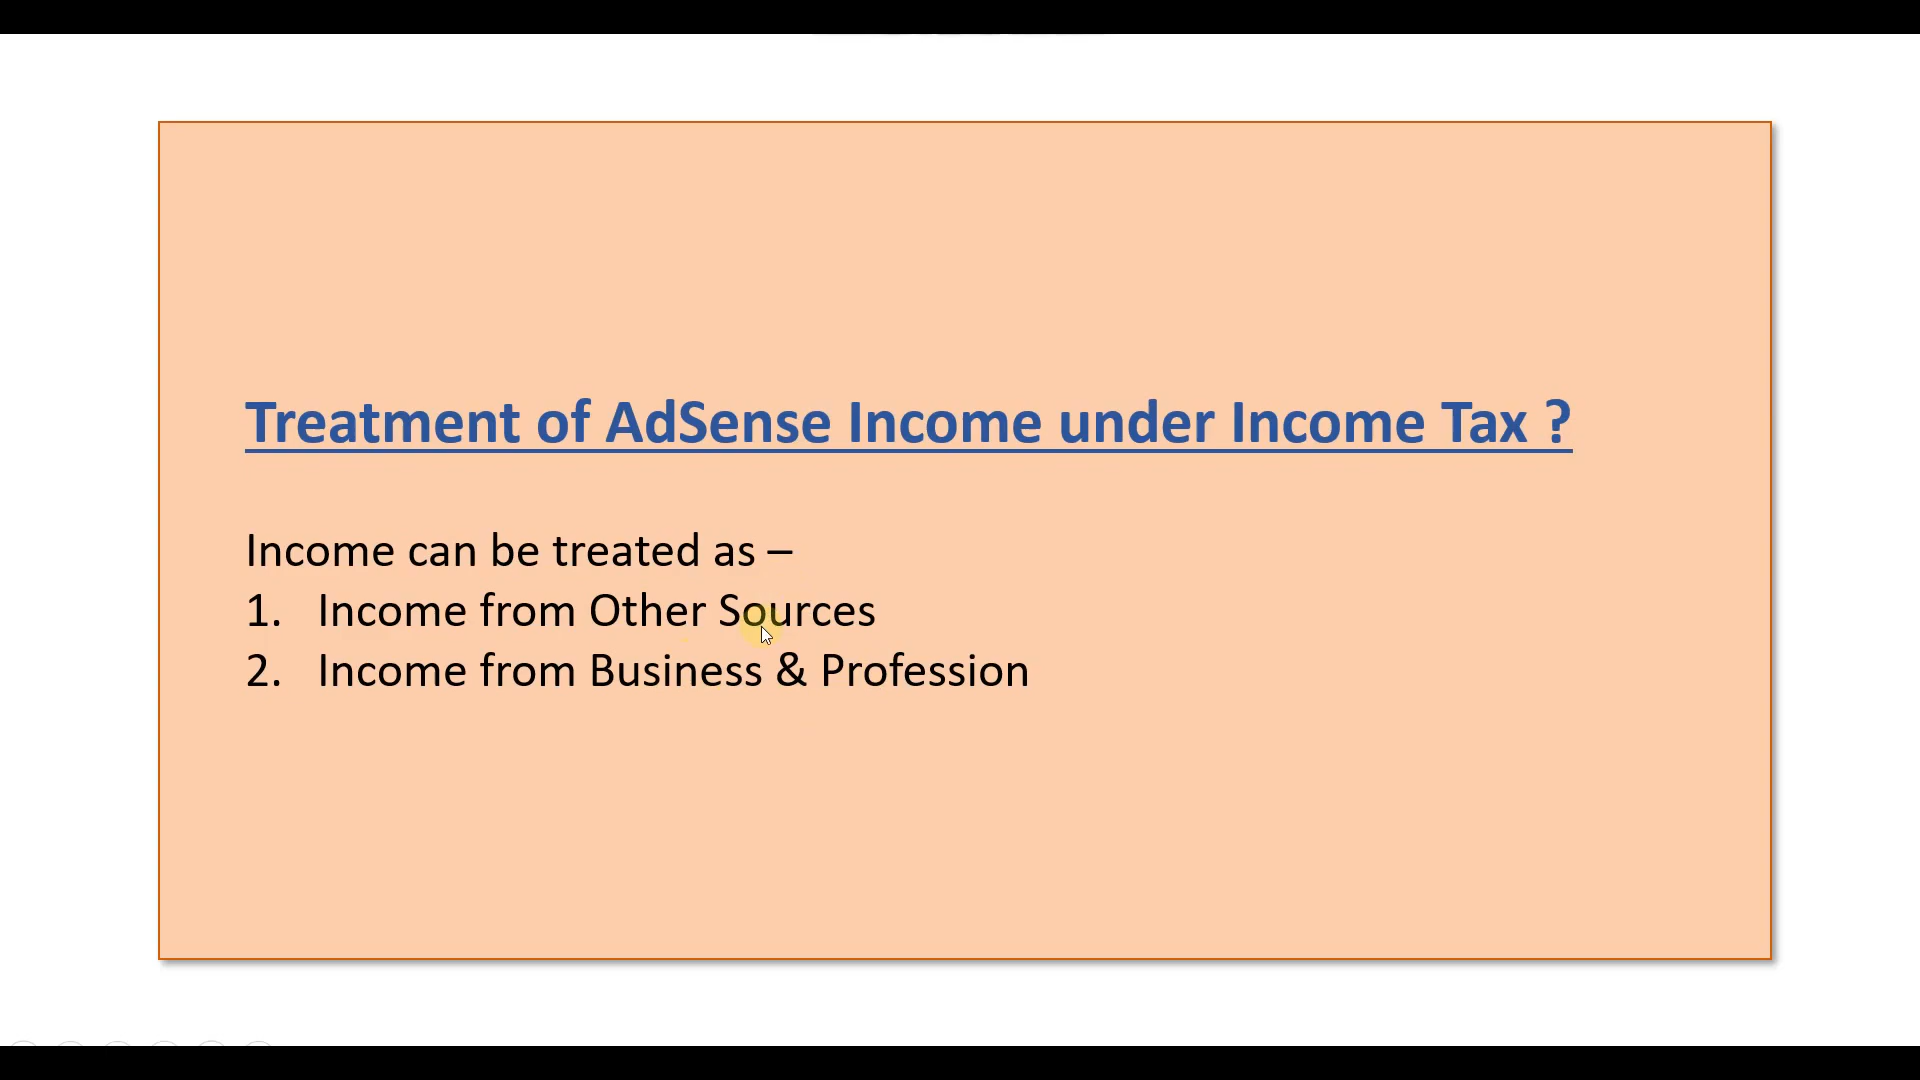 Treatment of AdSense Income under Income Tax ?
Income can be treated as –
1. Income from Other Sources
2. Income from Business & Profession